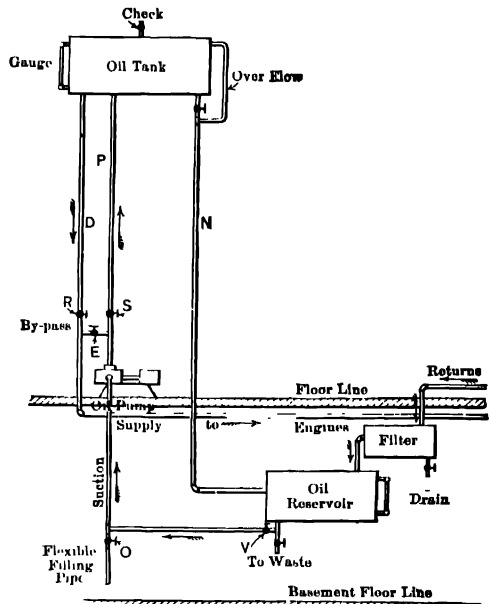 Check
Gauge
Oil Tank
Over Flow
P
D
N
R
S
By-pass
E
Returns
Floor Line
Oil Pump
Supply
to
Engines
Filter
Suction
Oil
Reservoir
Drain
O
V
To Waste
Flexible
Filling
Pipe
Basement Floor Line